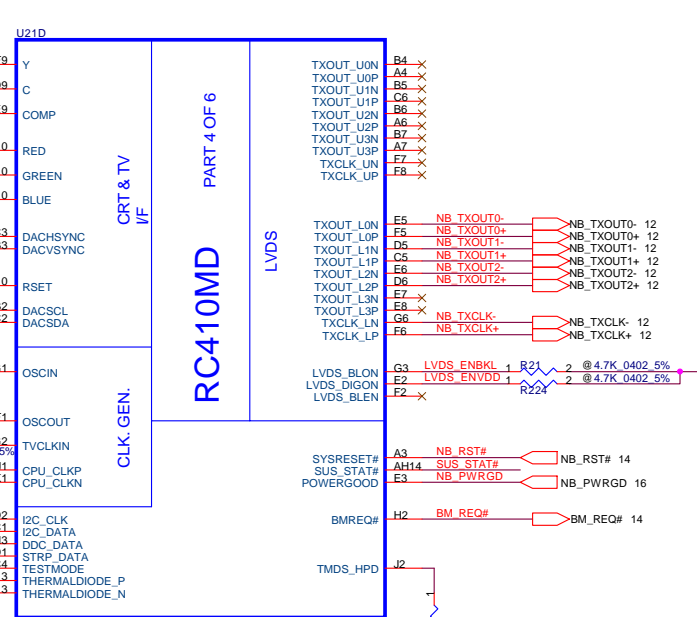 U21D
Y
C
COMP
RED
GREEN
BLUE
DACHSYNC
DACVSYNC
RSET
DACSCL
DACSDA
OSCIN
OSCOUT
TVCLKIN
5%
CPU_CLKP
CPU_CLKN
I2C_CLK
I2C_DATA
DDC_DATA
STRP_DATA
TESTMODE
THERMALDIODE_P
THERMALDIODE_N
CRT & TV
I/F
CLK. GEN.
PART 4 OF 6
RC410MD
LVDS
TXOUT_U0N B4
TXOUT_U0P A4
TXOUT_U1N B5
TXOUT_U1P C6
TXOUT_U2N B6
TXOUT_U2P A6
TXOUT_U3N B7
TXOUT_U3P A7
TXCLK_UN F7
TXCLK_UP F8
TXOUT_L0N E5 NB_TXOUT0- NB_TXOUT0- 12
TXOUT_L0P F5 NB_TXOUT0+ NB_TXOUT0+ 12
TXOUT_L1N D5 NB_TXOUT1- NB_TXOUT1- 12
TXOUT_L1P C5 NB_TXOUT1+ NB_TXOUT1+ 12
TXOUT_L2N E6 NB_TXOUT2- NB_TXOUT2- 12
TXOUT_L2P D6 NB_TXOUT2+ NB_TXOUT2+ 12
TXOUT_L3N E7
TXOUT_L3P E8
TXCLK_LN G6 NB_TXCLK- NB_TXCLK- 12
TXCLK_LP F6 NB_TXCLK+ NB_TXCLK+ 12
LVDS_BLON G3 LVDS_ENBKL 1 R21 2 @4.7K_0402_5%
LVDS_DIGON E2 LVDS_ENVDD 1 R224 2 @4.7K_0402_5%
LVDS_BLEN F2
SYSRESET# A3 NB_RST# NB_RST# 14
SUS_STAT# AH14 SUS_STAT#
POWERGOOD E3 NB_PWRGD NB_PWRGD 16
BMREQ# H2 BM_REQ# BM_REQ# 14
TMDS_HPD J2
1